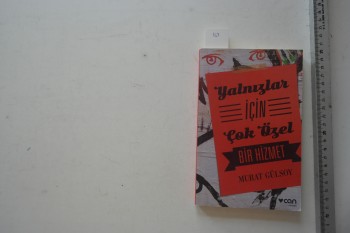 Yalnızlar
İÇİN
Çok Özel
BİR HİZMET
MURAT GÜLSOY
can